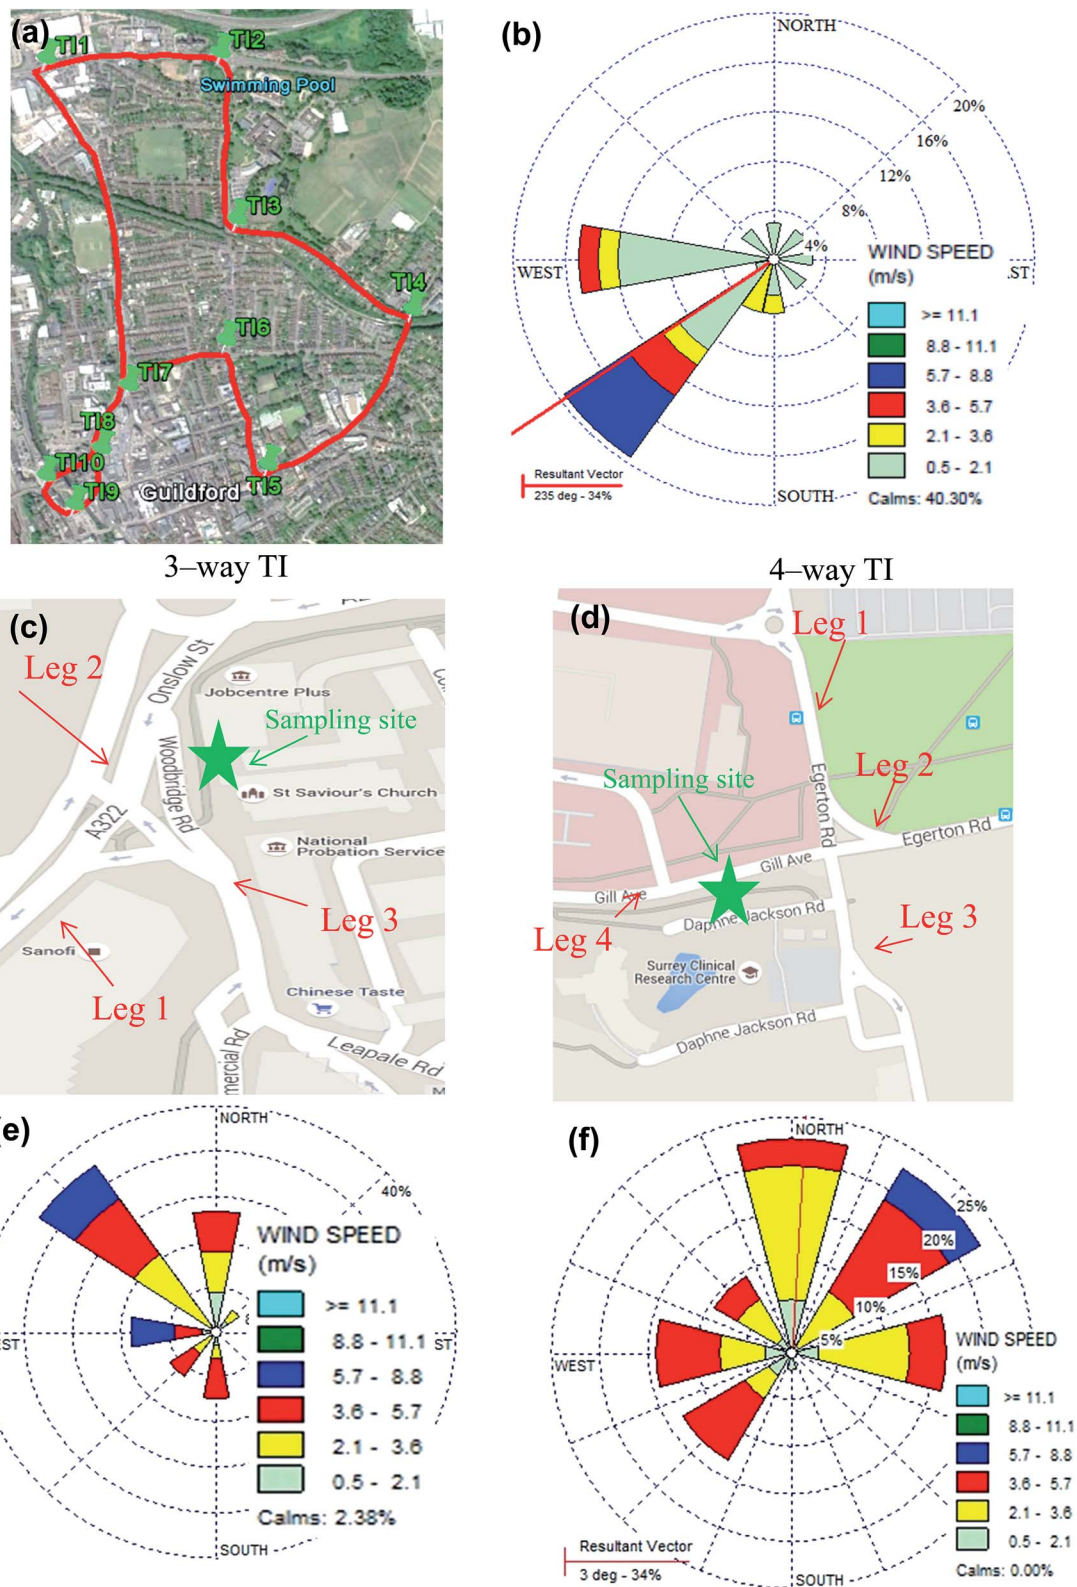 (a)
TI1
TI2
Swimming Pool
TI3
TI4
TI6
TI7
TI8
TI10
TI9
Guildford
TI5
(b)
NORTH
20%
16%
12%
8%
4%
WEST
ST
WIND SPEED
(m/s)
>= 11.1
8.8 - 11.1
5.7 - 8.8
3.6 - 5.7
2.1 - 3.6
0.5 - 2.1
Calms: 40.30%
Resultant Vector
235 deg - 34%
SOUTH
3–way TI
4–way TI
(c)
Leg 2
Onslow St
Jobcentre Plus
Sampling site
Woodbridge Rd
St Saviour's Church
A322
National
Probation Service
Leg 3
Sanofi
Leg 1
Chinese Taste
mercial Rd
Leapale Rd
(d)
Leg 1
Leg 2
Sampling site
Egerton Rd
Egerton Rd
Gill Ave
Gill Ave
Daphne Jackson Rd
Leg 3
Leg 4
Surrey Clinical
Research Centre
Daphne Jackson Rd
e)
NORTH
40%
WIND SPEED
(m/s)
>= 11.1
8.8 - 11.1
5.7 - 8.8
3.6 - 5.7
2.1 - 3.6
0.5 - 2.1
Calms: 2.38%
EST
ST
SOUTH
(f)
NORTH
25%
20%
15%
10%
5%
WEST
WIND SPEED
(m/s)
>= 11.1
8.8 - 11.1
5.7 - 8.8
3.6 - 5.7
2.1 - 3.6
0.5 - 2.1
Calms: 0.00%
Resultant Vector
3 deg - 34%
SOUTH